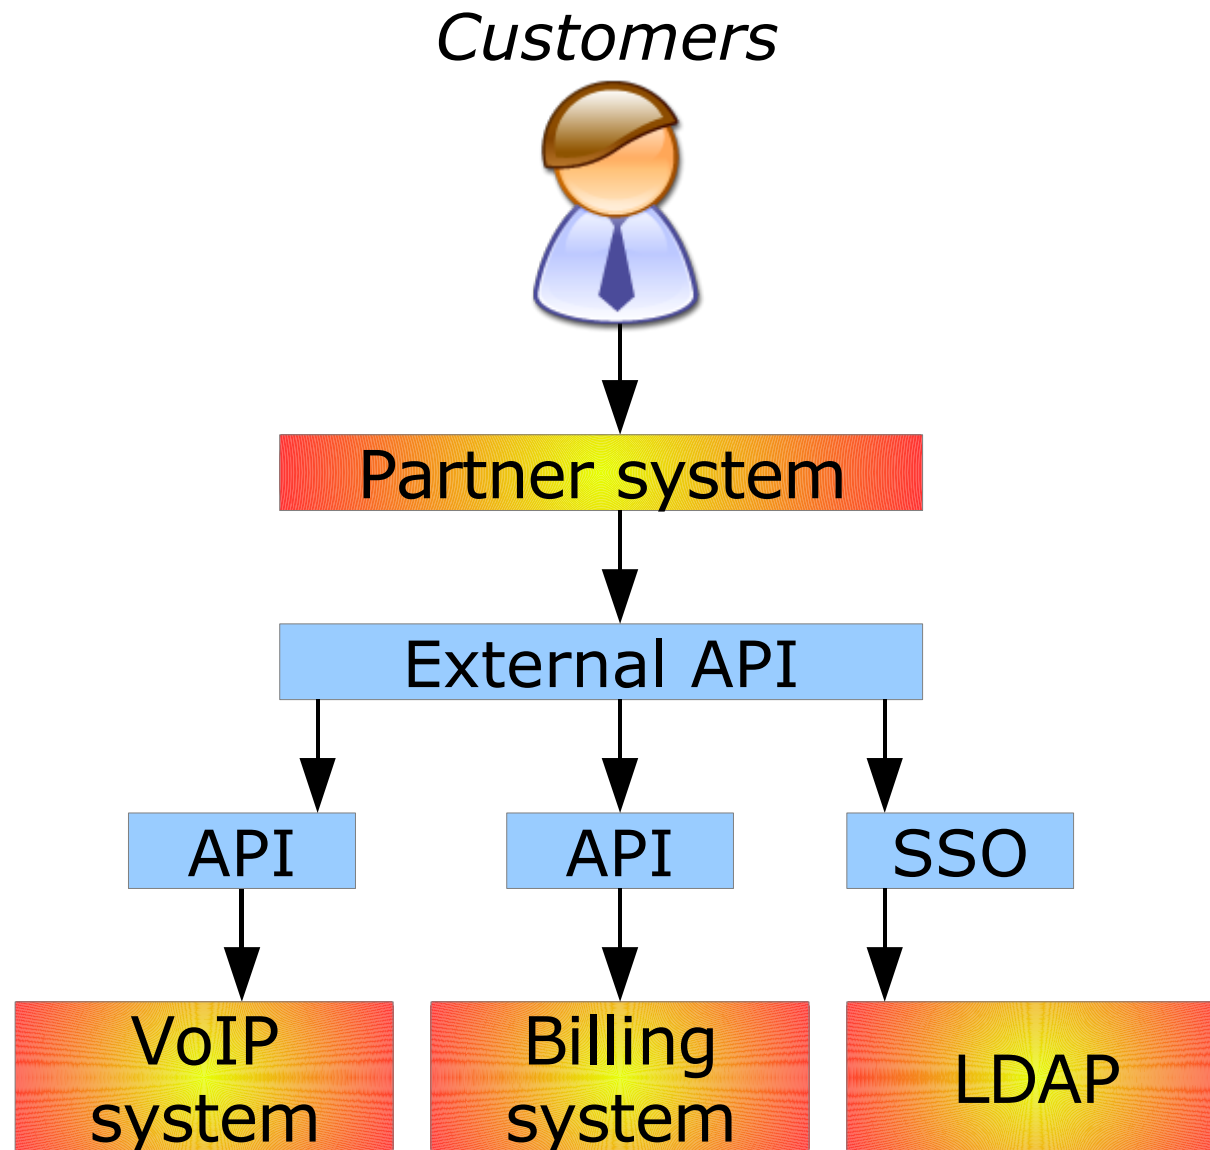 Customers
Partner system
External API
API
API
SSO
VoIP
system
Billing
system
LDAP